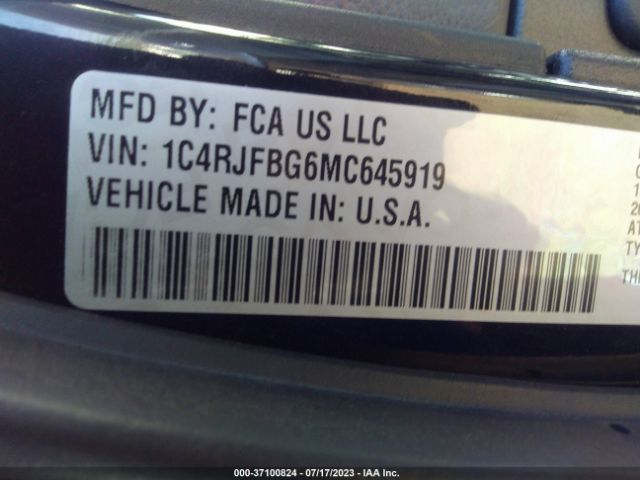 MFD BY: FCA US LLC
VIN: 1C4RJFBG6MC645919
VEHICLE MADE IN: U.S.A.
000-37100824 - 07/17/2023 - IAA Inc.